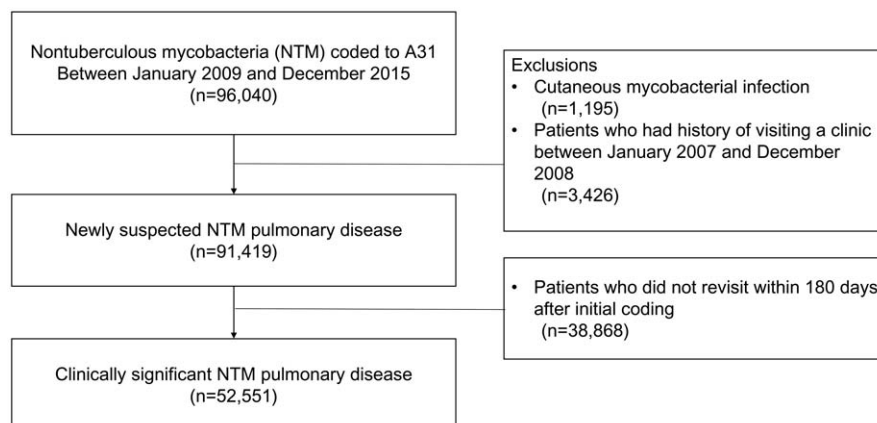 Nontuberculous mycobacteria (NTM) coded to A31
Between January 2009 and December 2015
(n=96,040)
Exclusions
• Cutaneous mycobacterial infection
(n=1,195)
• Patients who had history of visiting a clinic
between January 2007 and December
2008
(n=3,426)
Newly suspected NTM pulmonary disease
(n=91,419)
• Patients who did not revisit within 180 days
after initial coding
(n=38,868)
Clinically significant NTM pulmonary disease
(n=52,551)